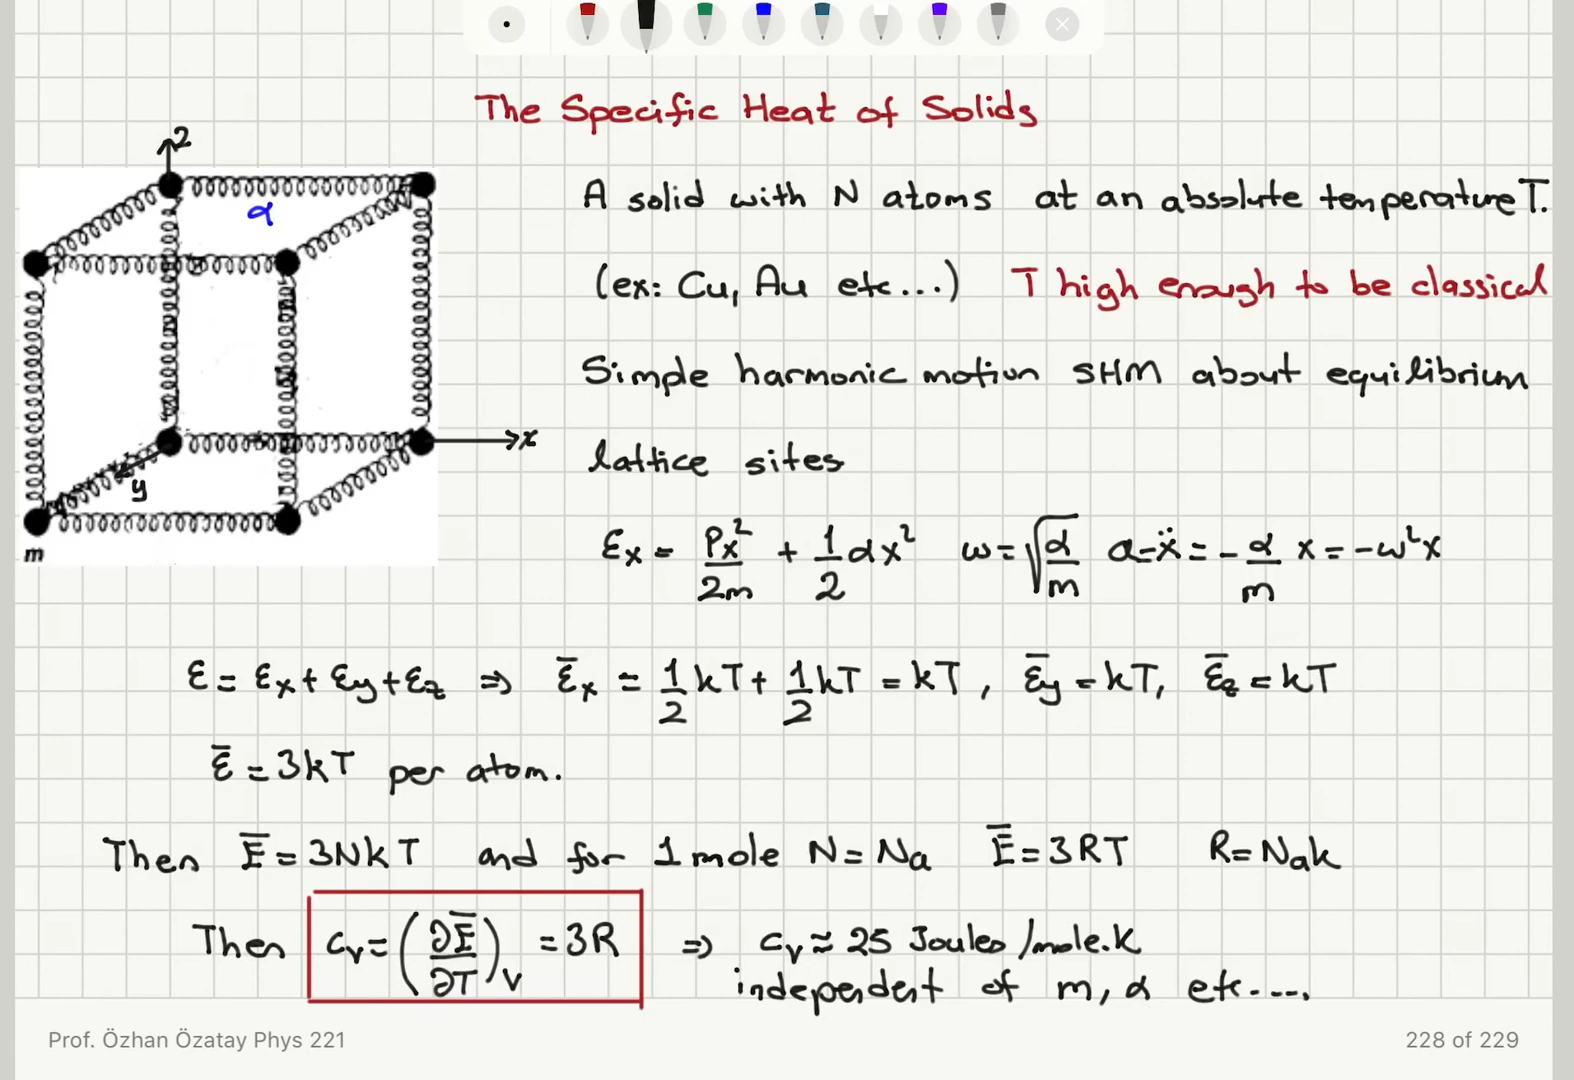 The Specific Heat of Solids
z
α
A solid with N atoms at an absolute temperature T.
(ex: Cu, Au etc...) T high enough to be classical
Simple harmonic motion SHM about equilibrium
x
lattice sites
y
m
εx = Px²/2m + 1/2 αx² ω = √(α/m) a=ẍ = -α/m x = -ω²x
ε = εx + εy + εz ⇒ ε̄x = 1/2 kT + 1/2 kT = kT, ε̄y = kT, ε̄z = kT
ε̄ = 3kT per atom.
Then Ē = 3NkT and for 1 mole N = Na Ē = 3RT R = Nak
Then cv = (∂Ē/∂T)v = 3R ⇒ cv ≈ 25 Joules/mole.K
independent of m, α etc....
Prof. Özhan Özatay Phys 221
228 of 229